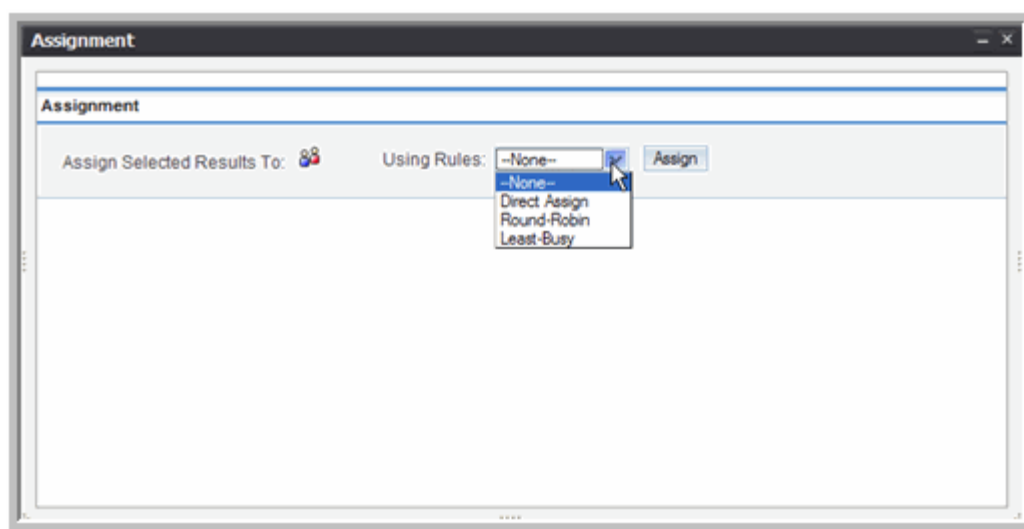 Assignment
Assignment
Assign Selected Results To: Using Rules: --None-- Assign
--None--
Direct Assign
Round-Robin
Least-Busy